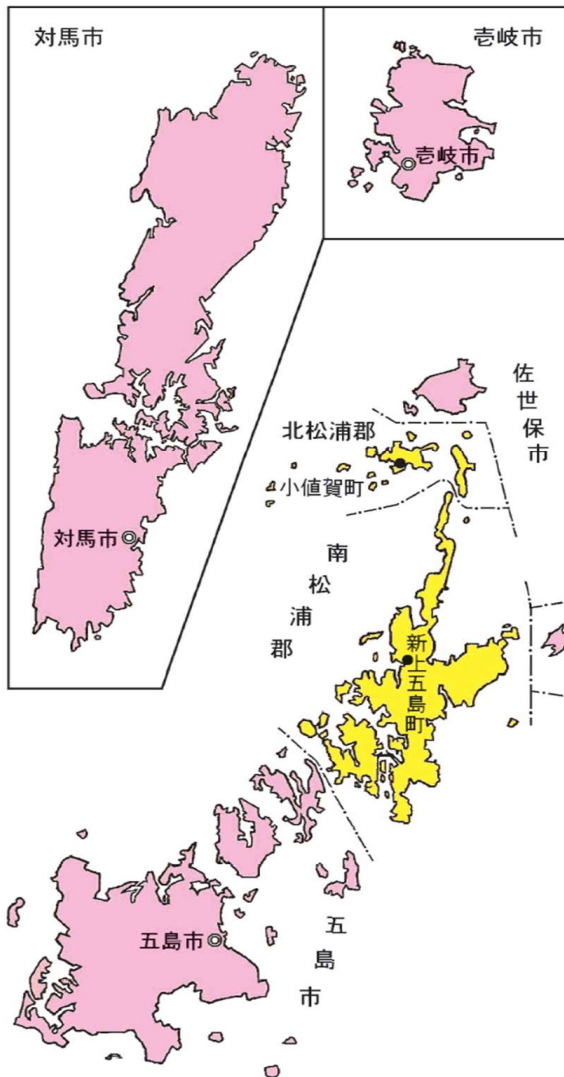 対馬市
壱岐市
壱岐市
佐世保市
北松浦郡
小値賀町
対馬市
南松浦郡
新上五島町
五島市
五島市